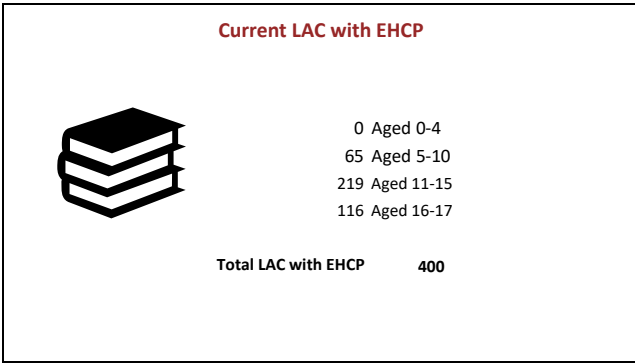 Current LAC with EHCP
0 Aged 0-4
65 Aged 5-10
219 Aged 11-15
116 Aged 16-17
Total LAC with EHCP 400